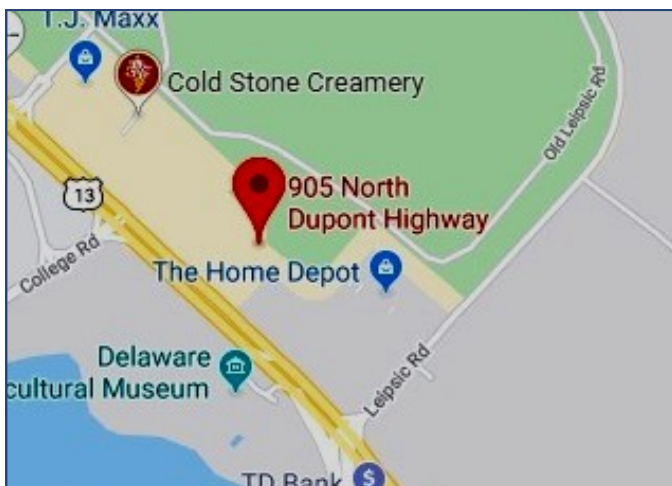 T.J. Maxx
Cold Stone Creamery
Old Leipsic Rd
13
905 North
Dupont Highway
College Rd
The Home Depot
Delaware
cultural Museum
Leipsic Rd
TD Bank
$